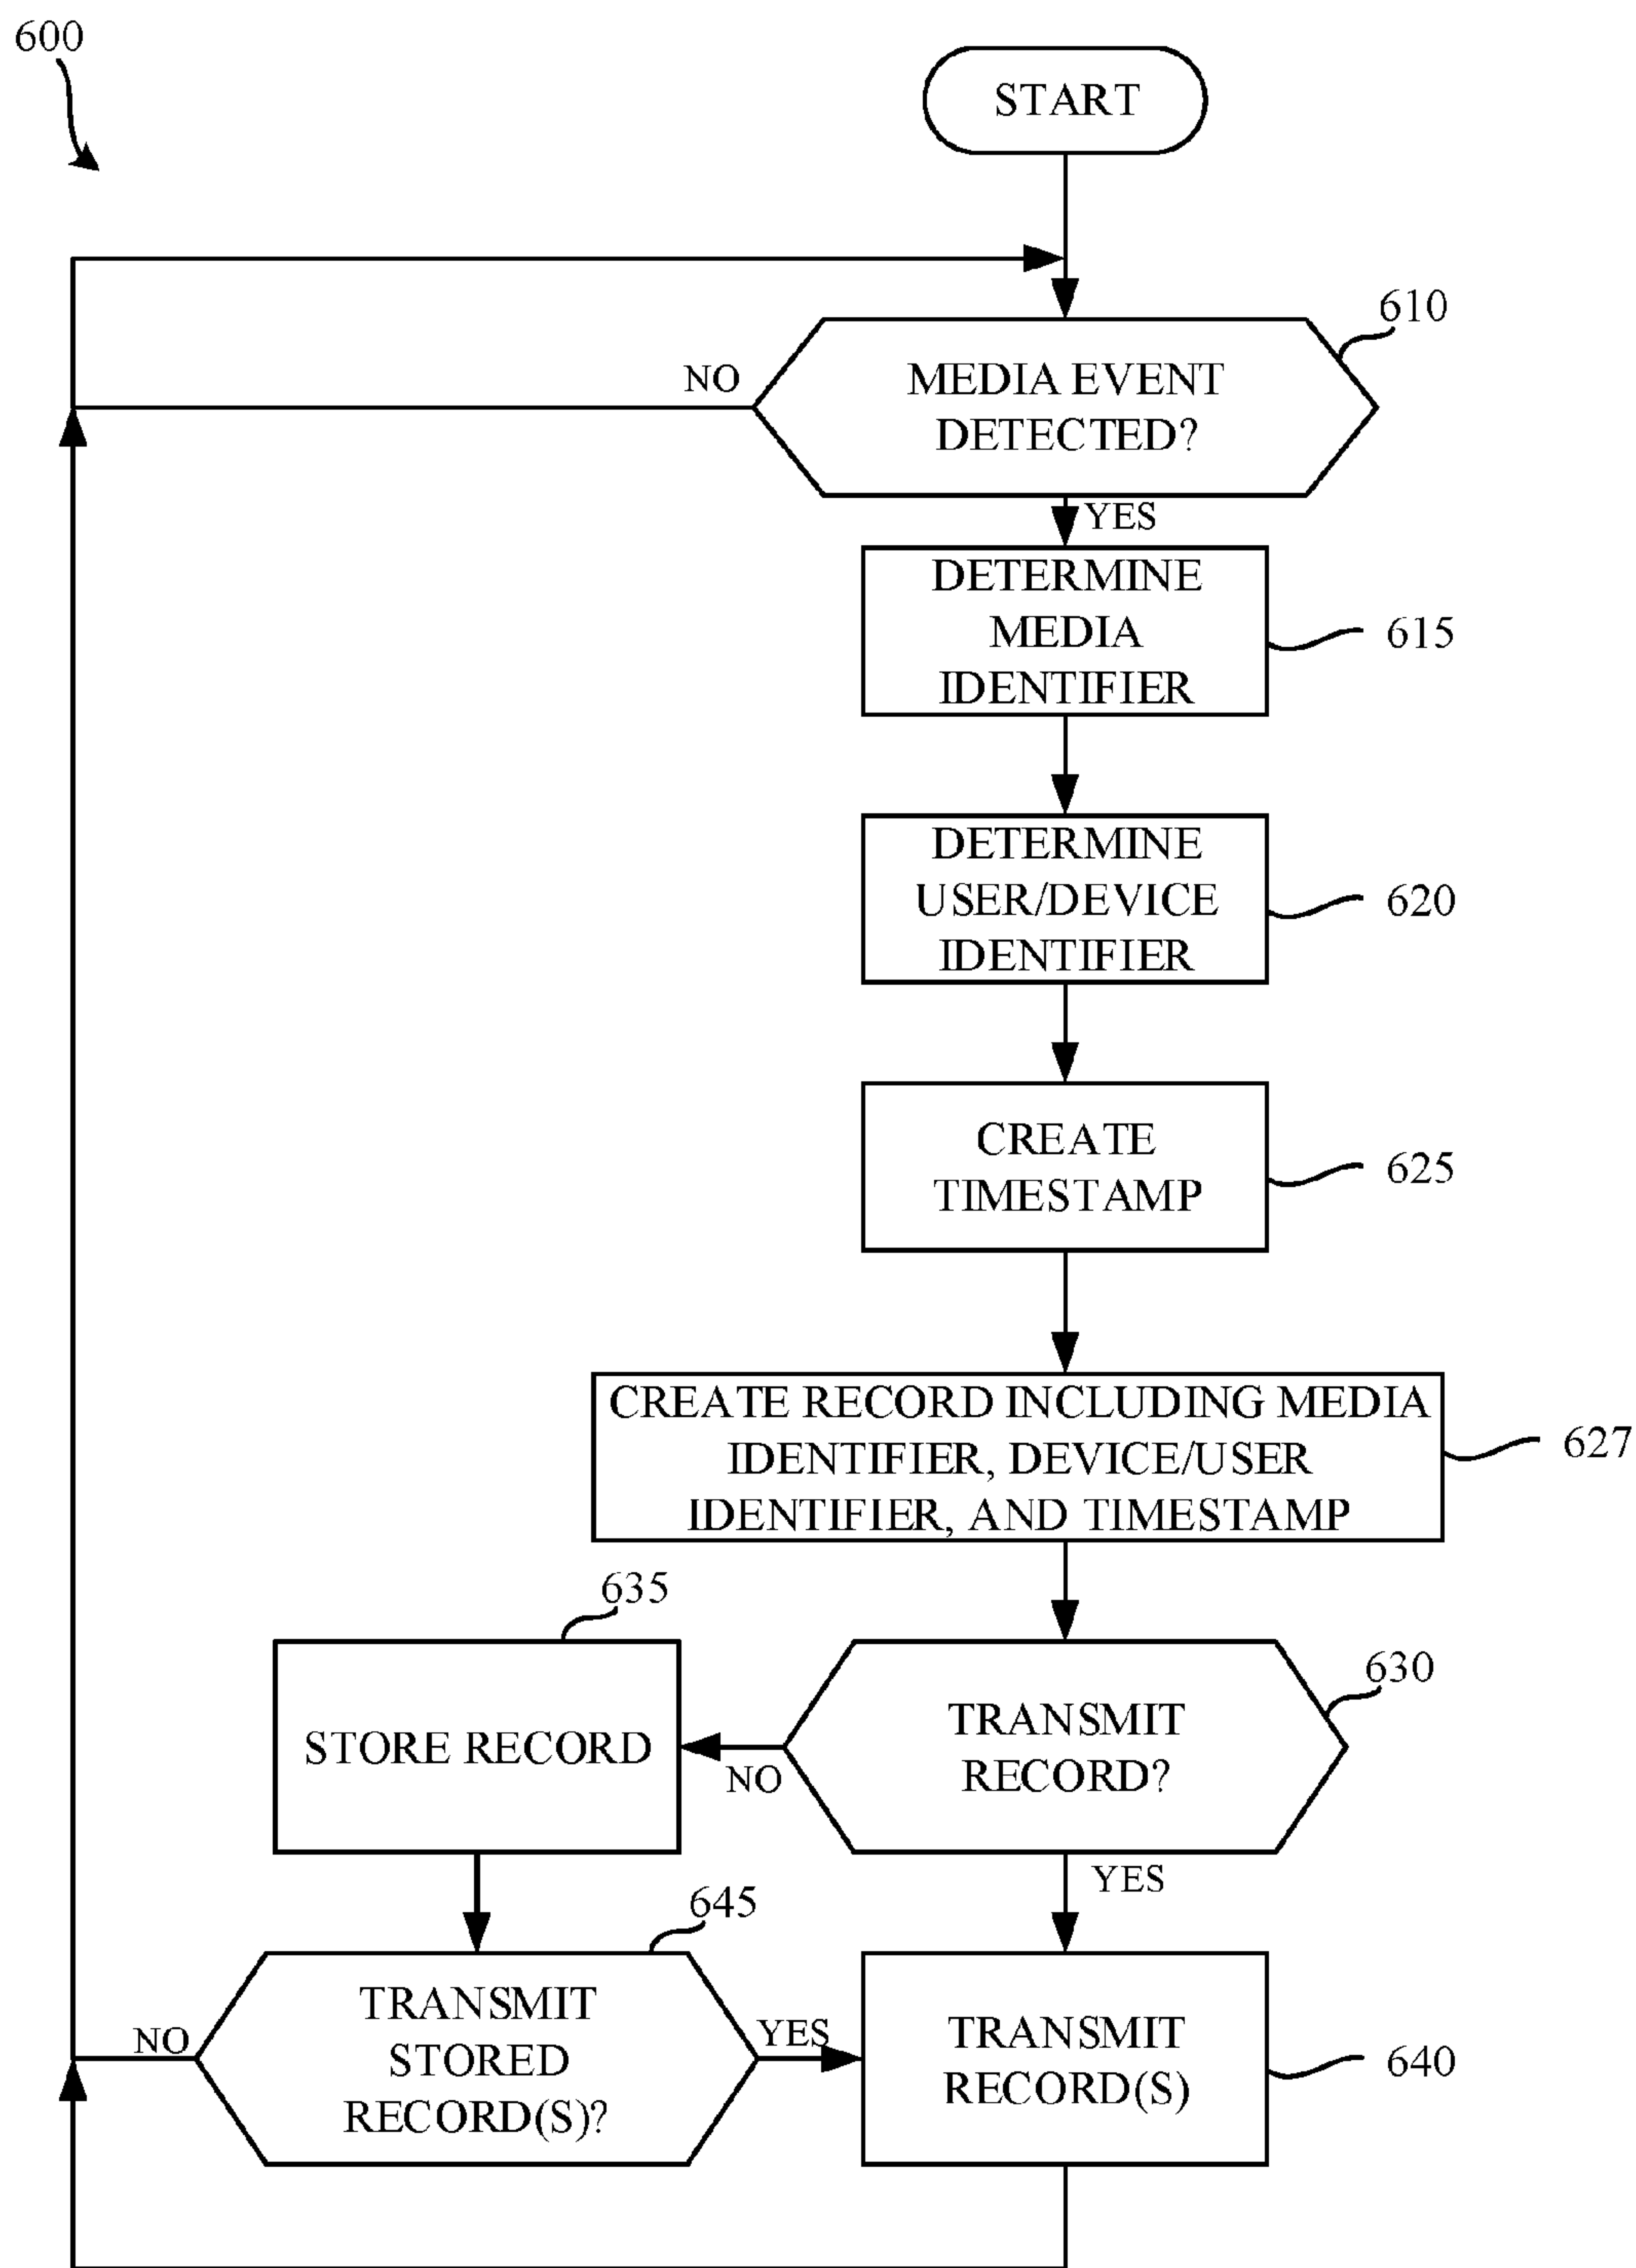 600
START
610
NO
MEDIA EVENT
DETECTED?
YES
DETERMINE
MEDIA
IDENTIFIER
615
DETERMINE
USER/DEVICE
IDENTIFIER
620
CREATE
TIMESTAMP
625
CREATE RECORD INCLUDING MEDIA
IDENTIFIER, DEVICE/USER
IDENTIFIER, AND TIMESTAMP
627
635
STORE RECORD
630
TRANSMIT
RECORD?
NO
YES
645
TRANSMIT
STORED
RECORD(S)?
NO
YES
TRANSMIT
RECORD(S)
640